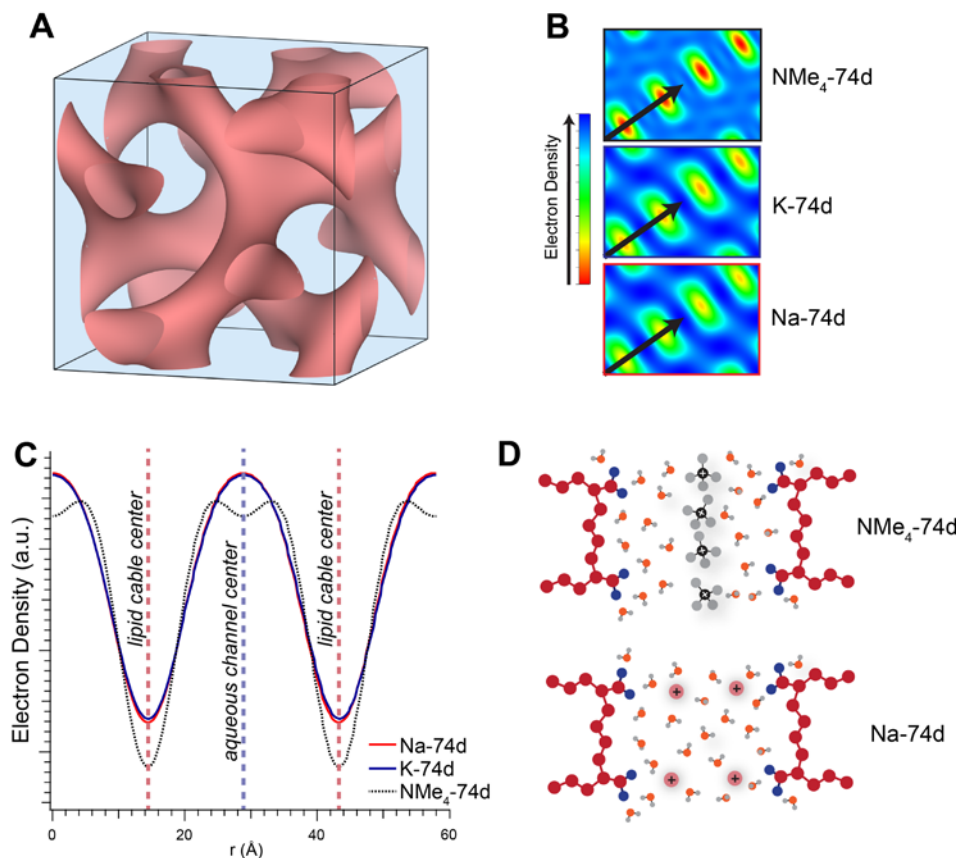 A
B
NMe₄-74d
K-74d
Na-74d
Electron Density
C
Electron Density (a.u.)
lipid cable center
aqueous channel center
lipid cable center
Na-74d
K-74d
NMe₄-74d
0 20 40 60
r (Å)
D
NMe₄-74d
+
+
+
+
Na-74d
+ +
+ +